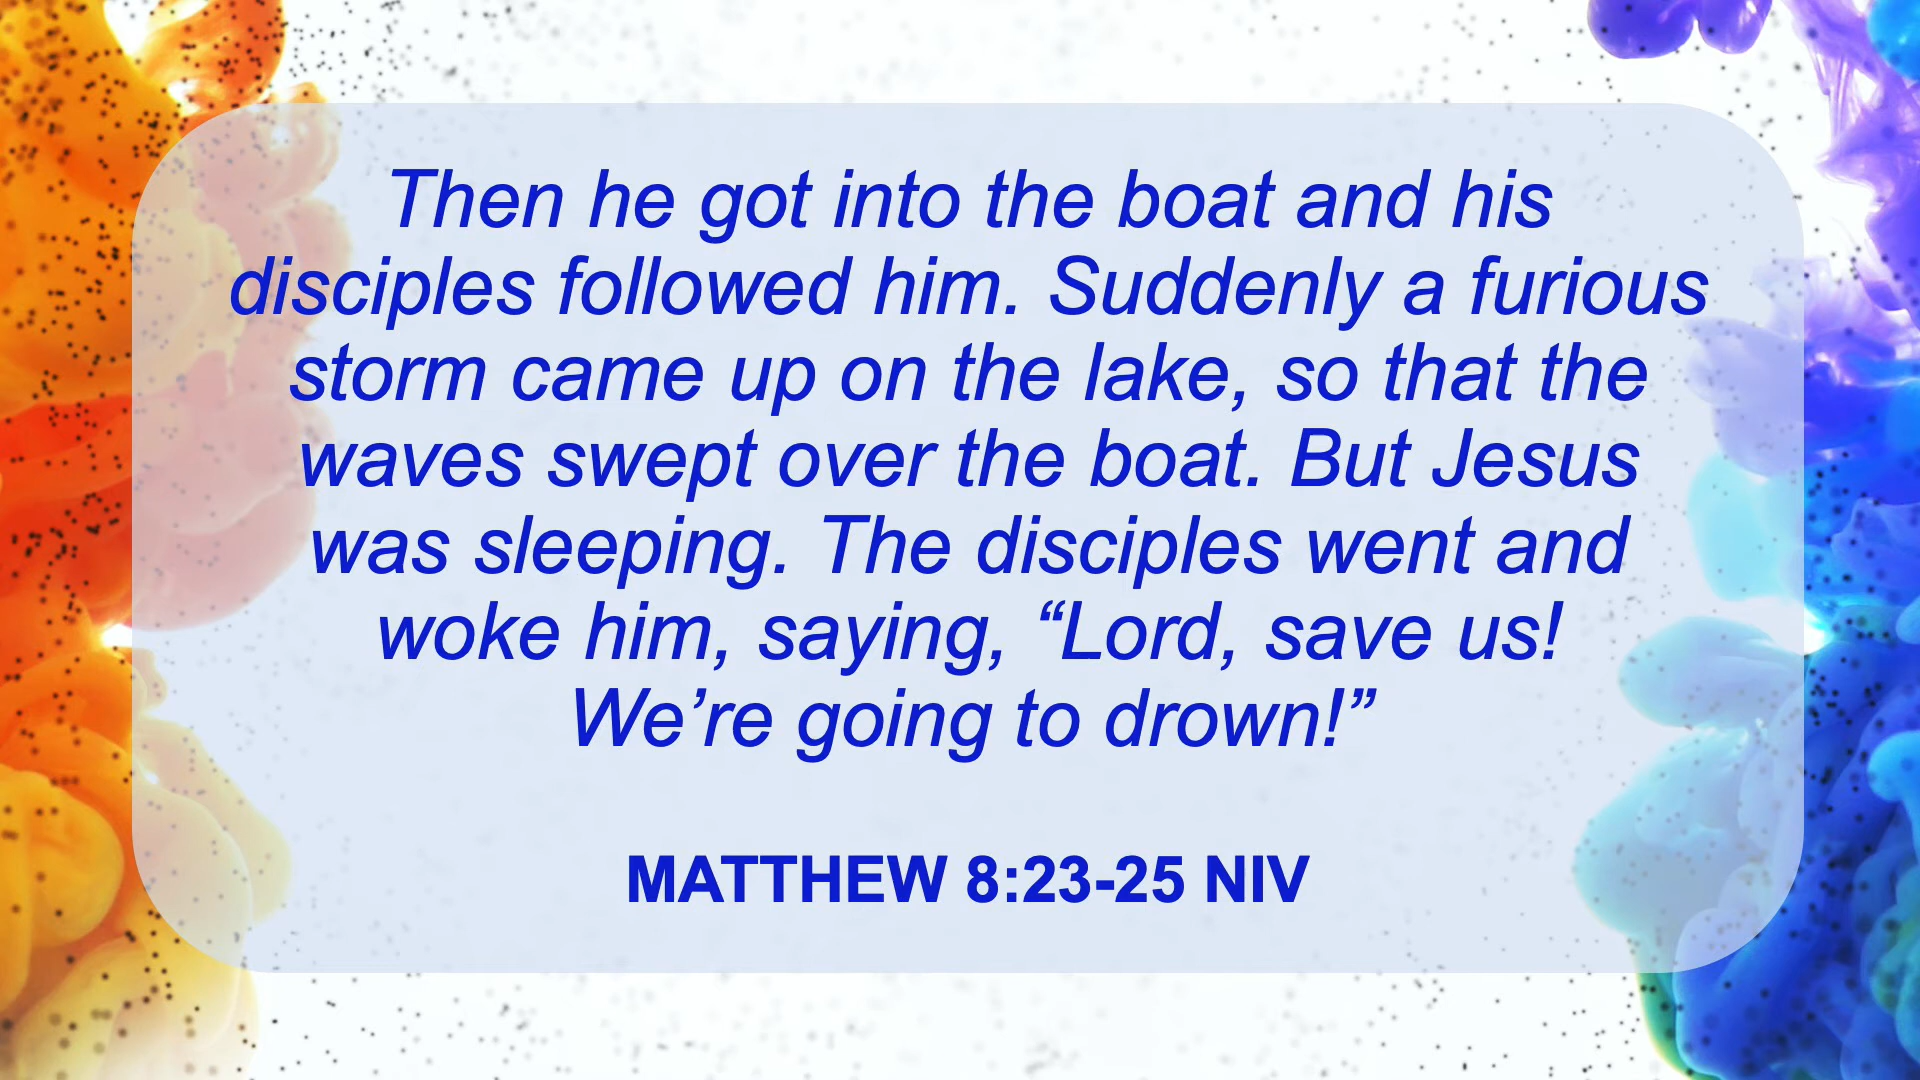 Then he got into the boat and his
disciples followed him. Suddenly a furious
storm came up on the lake, so that the
waves swept over the boat. But Jesus
was sleeping. The disciples went and
woke him, saying, “Lord, save us!
We’re going to drown!”
MATTHEW 8:23-25 NIV